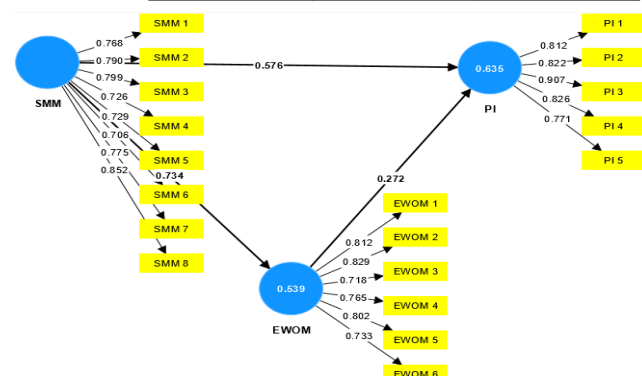 SMM 1
SMM 2
SMM 3
SMM 4
SMM 5
SMM 6
SMM 7
SMM 8
0.768
0.790
0.799
0.726
0.729
0.706
0.775
0.852
SMM
0.576
0.734
0.272
0.635
PI
0.812
0.822
0.907
0.826
0.771
PI 1
PI 2
PI 3
PI 4
PI 5
0.539
EWOM
0.812
0.829
0.718
0.765
0.802
0.733
EWOM 1
EWOM 2
EWOM 3
EWOM 4
EWOM 5
EWOM 6